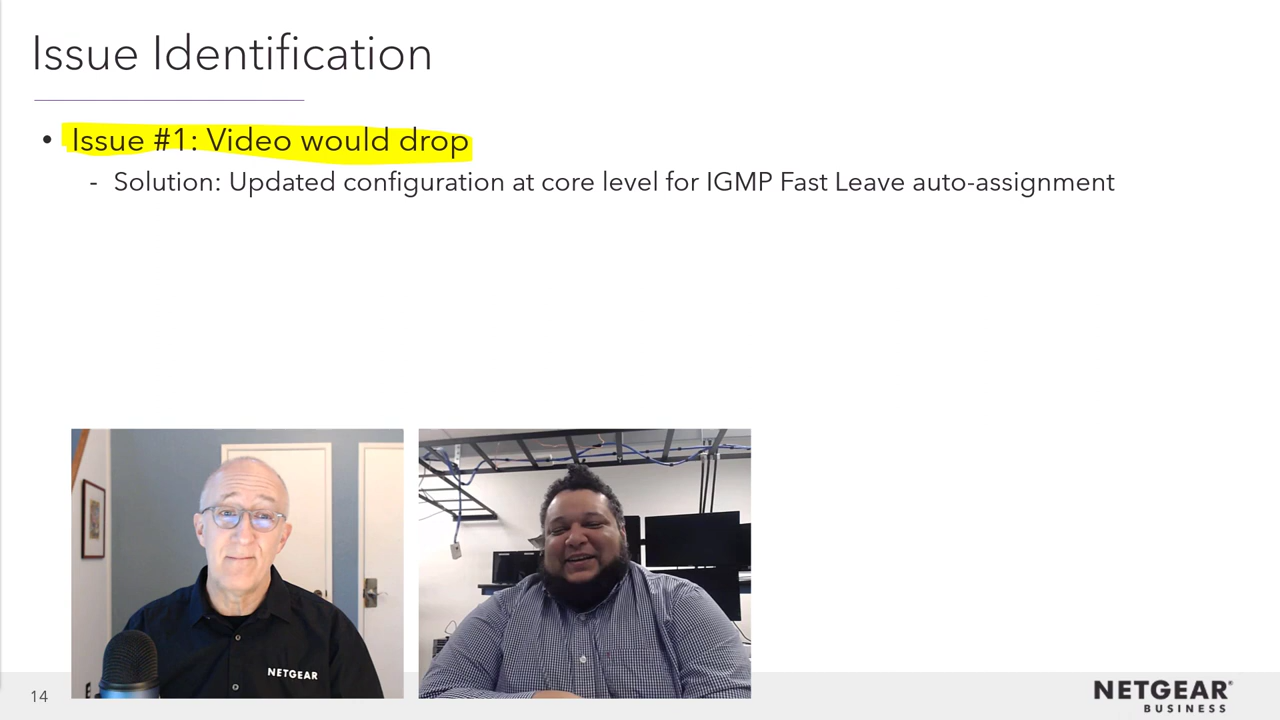 Issue Identification
• Issue #1: Video would drop
- Solution: Updated configuration at core level for IGMP Fast Leave auto-assignment
NETGEAR
14
NETGEAR®
BUSINESS